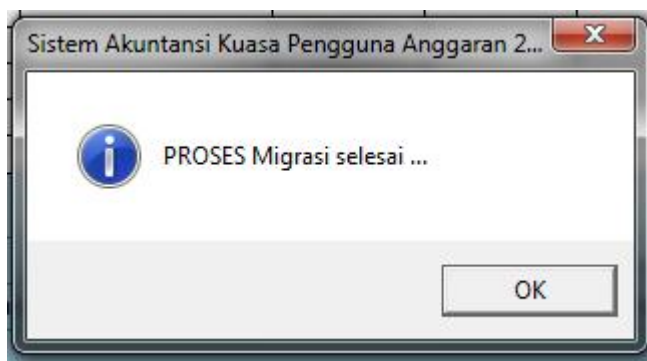 Sistem Akuntansi Kuasa Pengguna Anggaran 2...
PROSES Migrasi selesai ...
OK